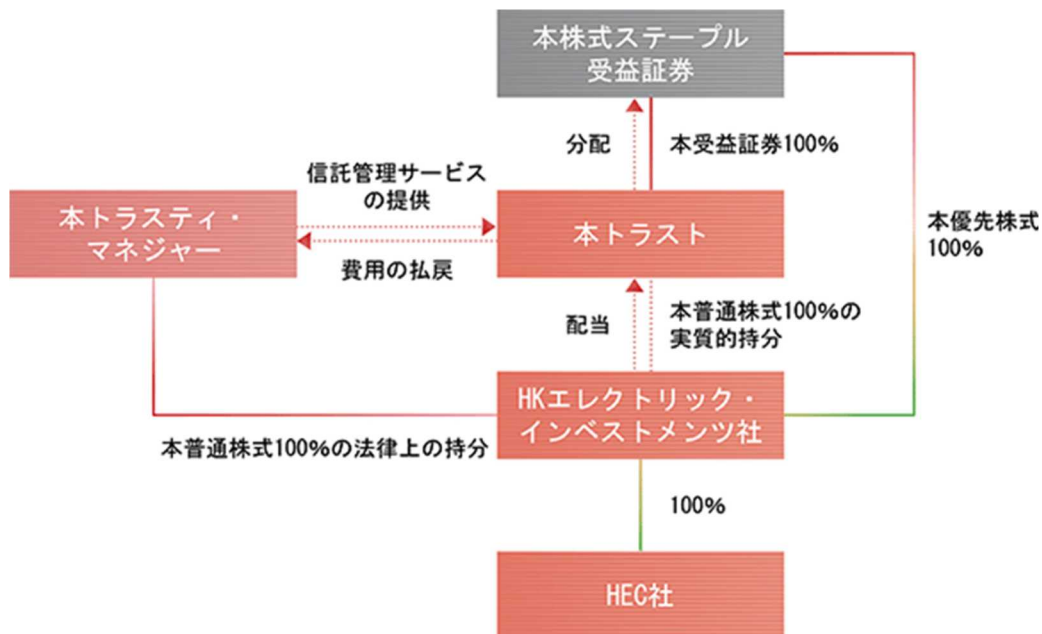 本株式ステープル
受益証券
分配
本受益証券100%
信託管理サービス
の提供
本トラスティ・
マネジャー
本トラスト
本優先株式
100%
費用の払戻
配当
本普通株式100%の
実質的持分
HKエレクトリック・
インベストメンツ社
本普通株式100%の法律上の持分
100%
HEC社